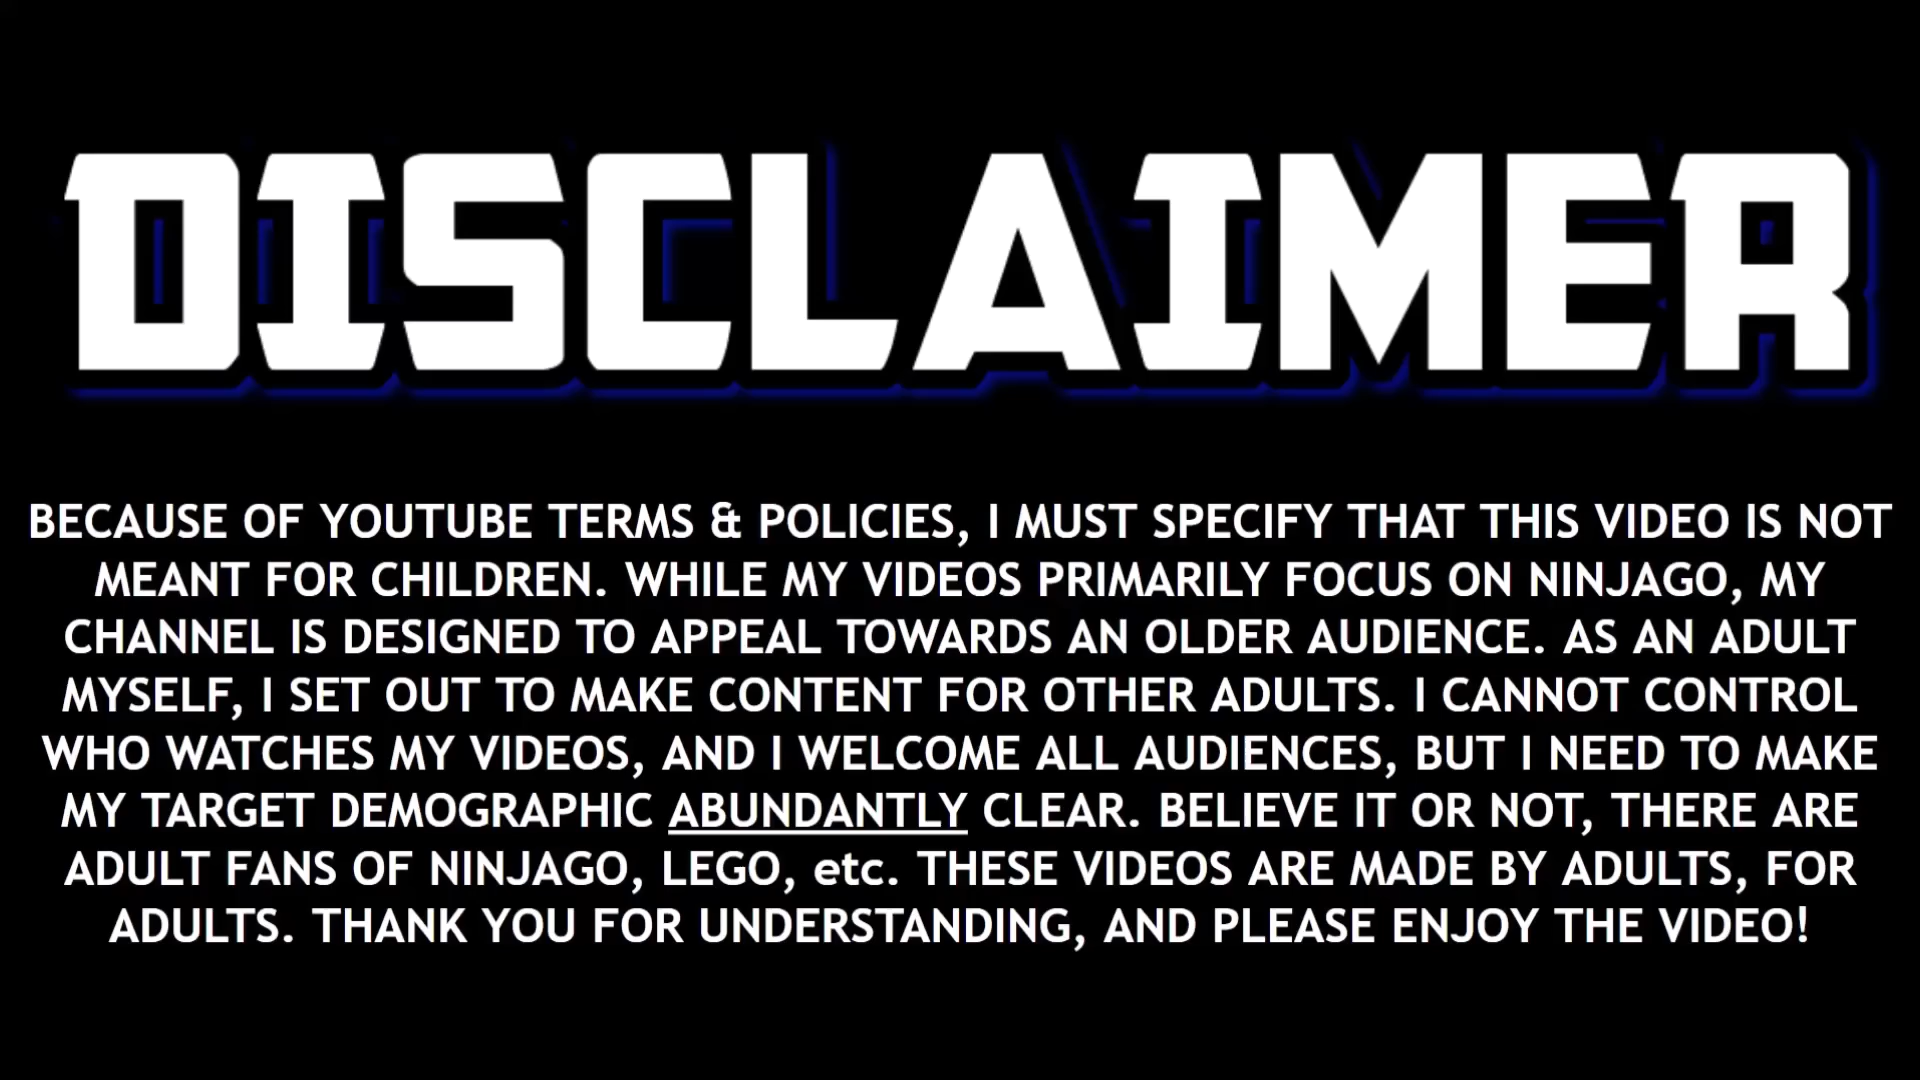 DISCLAIMER
BECAUSE OF YOUTUBE TERMS & POLICIES, I MUST SPECIFY THAT THIS VIDEO IS NOT
MEANT FOR CHILDREN. WHILE MY VIDEOS PRIMARILY FOCUS ON NINJAGO, MY
CHANNEL IS DESIGNED TO APPEAL TOWARDS AN OLDER AUDIENCE. AS AN ADULT
MYSELF, I SET OUT TO MAKE CONTENT FOR OTHER ADULTS. I CANNOT CONTROL
WHO WATCHES MY VIDEOS, AND I WELCOME ALL AUDIENCES, BUT I NEED TO MAKE
MY TARGET DEMOGRAPHIC ABUNDANTLY CLEAR. BELIEVE IT OR NOT, THERE ARE
ADULT FANS OF NINJAGO, LEGO, etc. THESE VIDEOS ARE MADE BY ADULTS, FOR
ADULTS. THANK YOU FOR UNDERSTANDING, AND PLEASE ENJOY THE VIDEO!